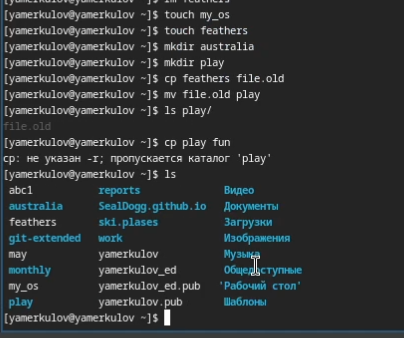 [yamerkulov@yamerkulov ~]$ rm feathers
[yamerkulov@yamerkulov ~]$ touch my_os
[yamerkulov@yamerkulov ~]$ touch feathers
[yamerkulov@yamerkulov ~]$ mkdir australia
[yamerkulov@yamerkulov ~]$ mkdir play
[yamerkulov@yamerkulov ~]$ cp feathers file.old
[yamerkulov@yamerkulov ~]$ mv file.old play
[yamerkulov@yamerkulov ~]$ ls play/
file.old
[yamerkulov@yamerkulov ~]$ cp play fun
cp: не указан -r; пропускается каталог 'play'
[yamerkulov@yamerkulov ~]$ ls
abc1 reports Видео
australia SealDogg.github.io Документы
feathers ski.plases Загрузки
git-extended work Изображения
may yamerkulov Музыка
monthly yamerkulov_ed Общедоступные
my_os yamerkulov_ed.pub 'Рабочий стол'
play yamerkulov.pub Шаблоны
[yamerkulov@yamerkulov ~]$